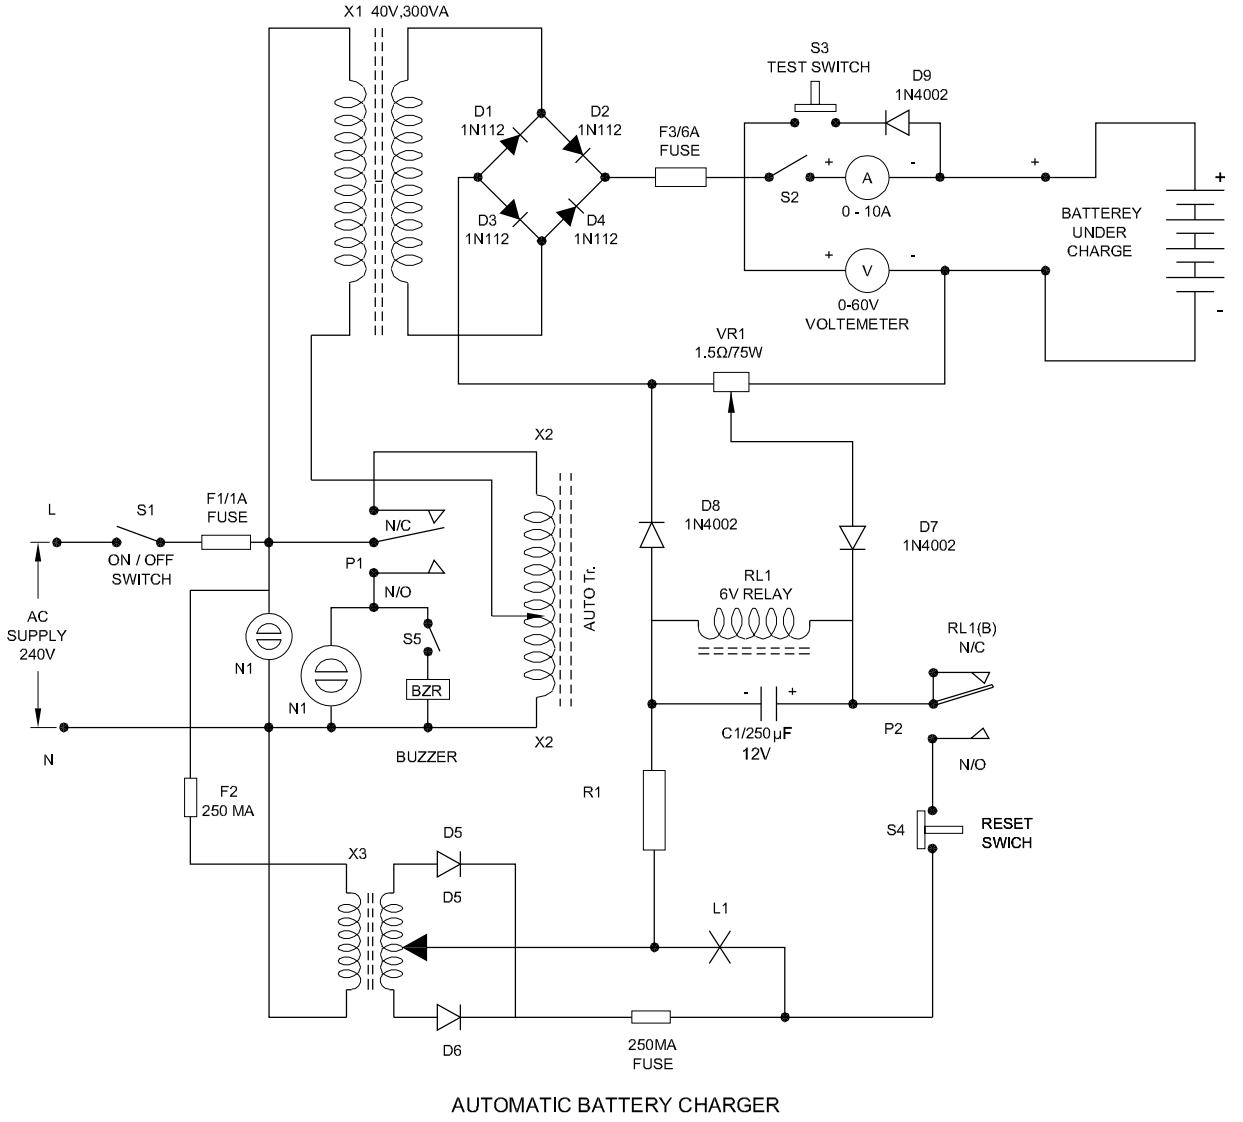 X1 40V,300VA
S3
TEST SWITCH
D9
1N4002
D1
1N112
D2
1N112
F3/6A
FUSE
+
-
A
S2
0 - 10A
+
D3
1N112
D4
1N112
BATTEREY
UNDER
CHARGE
+
-
+
-
V
0-60V
VOLTEMETER
VR1
1.5Ω/75W
X2
L
S1
F1/1A
FUSE
N/C
ON / OFF
SWITCH
P1
N/O
D8
1N4002
D7
1N4002
AUTO Tr.
RL1
6V RELAY
AC
SUPPLY
240V
S5
N1
N1
BZR
RL1(B)
N/C
-
+
C1/250µF
12V
P2
N/O
N
X2
BUZZER
F2
250 MA
R1
S4
RESET
SWICH
X3
D5
D5
L1
D6
250MA
FUSE
AUTOMATIC BATTERY CHARGER